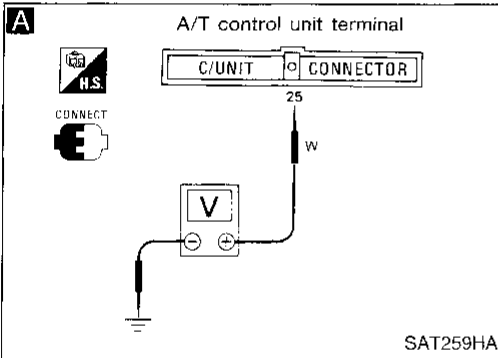 A
A/T control unit terminal
H.S.
C/UNIT CONNECTOR
CONNECT
25
W
V
− +
SAT259HA